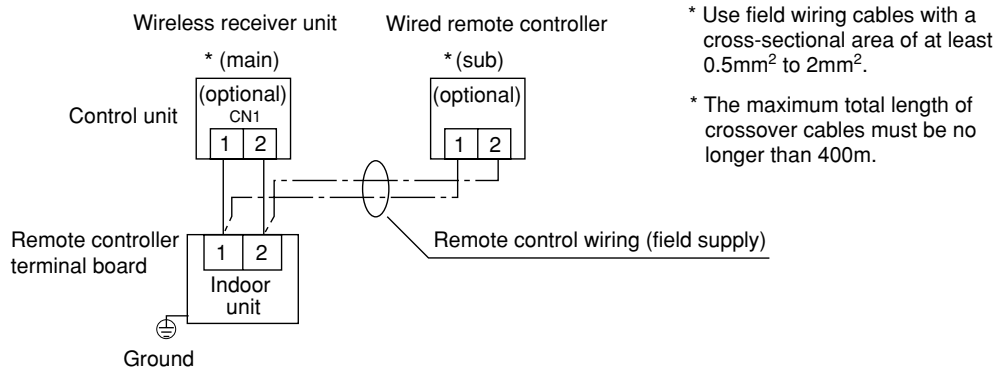 Wireless receiver unit
Wired remote controller
* (main)
* (sub)
Control unit
(optional)
CN1
1 2
(optional)
1 2
* Use field wiring cables with a
cross-sectional area of at least
0.5mm² to 2mm².
* The maximum total length of
crossover cables must be no
longer than 400m.
Remote controller
terminal board
1 2
Indoor
unit
Remote control wiring (field supply)
Ground